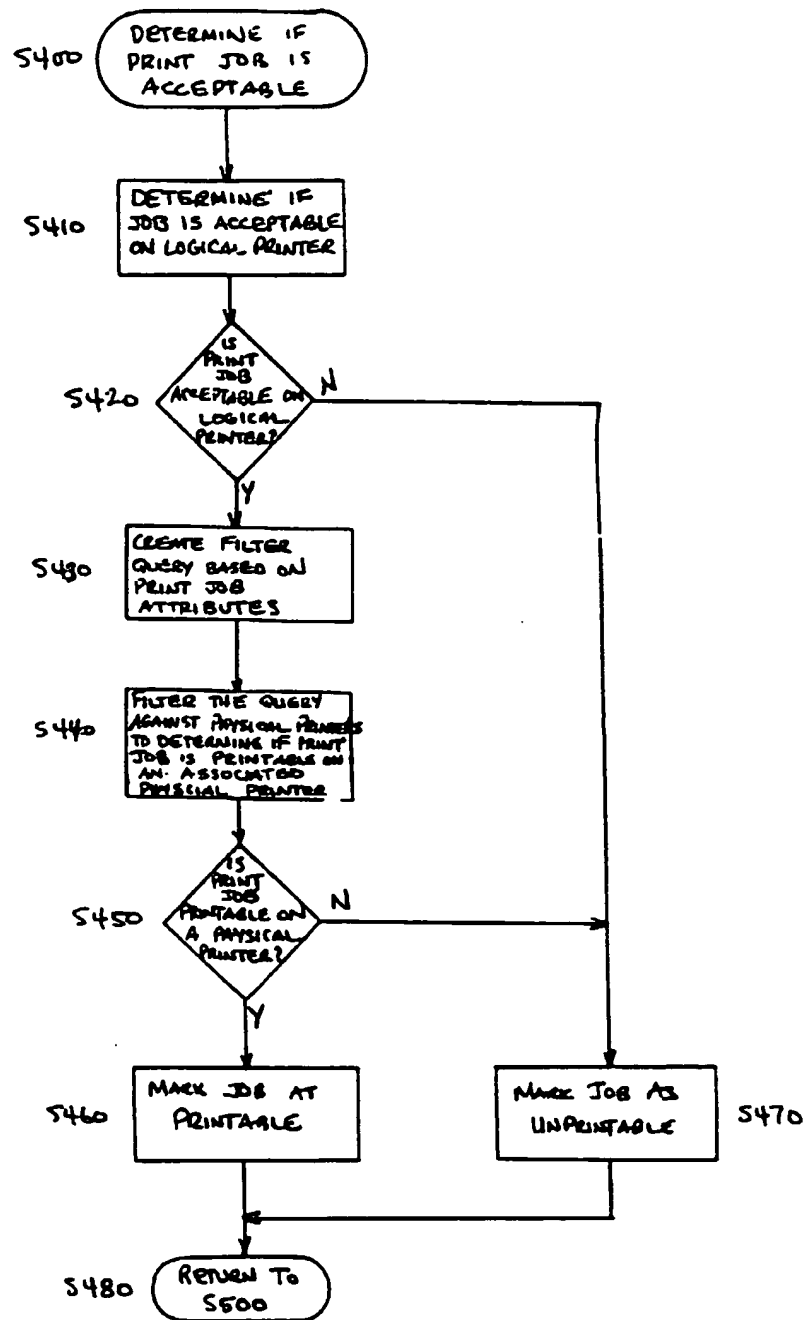 S400
DETERMINE IF
PRINT JOB IS
ACCEPTABLE
S410
DETERMINE IF
JOB IS ACCEPTABLE
ON LOGICAL PRINTER
S420
IS
PRINT
JOB
ACCEPTABLE ON
LOGICAL
PRINTER?
N
Y
S430
CREATE FILTER
QUERY BASED ON
PRINT JOB
ATTRIBUTES
S440
FILTER THE QUERY
AGAINST PHYSICAL PRINTERS
TO DETERMINE IF PRINT
JOB IS PRINTABLE ON
AN ASSOCIATED
PHYSCIAL PRINTER
S450
IS
PRINT
JOB
PRINTABLE ON
A PHYSICAL
PRINTER?
N
Y
S460
MARK JOB AT
PRINTABLE
MARK JOB AS
UNPRINTABLE
S470
S480
RETURN TO
S500